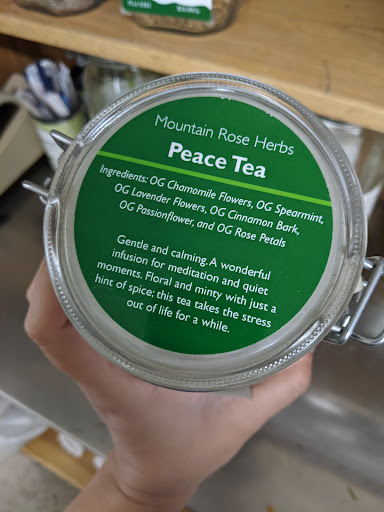 Mountain Rose Herbs
Peace Tea
Ingredients: OG Chamomile Flowers, OG Spearmint,
OG Lavender Flowers, OG Cinnamon Bark,
OG Passionflower, and OG Rose Petals
Gentle and calming. A wonderful
infusion for meditation and quiet
moments. Floral and minty with just a
hint of spice; this tea takes the stress
out of life for a while.